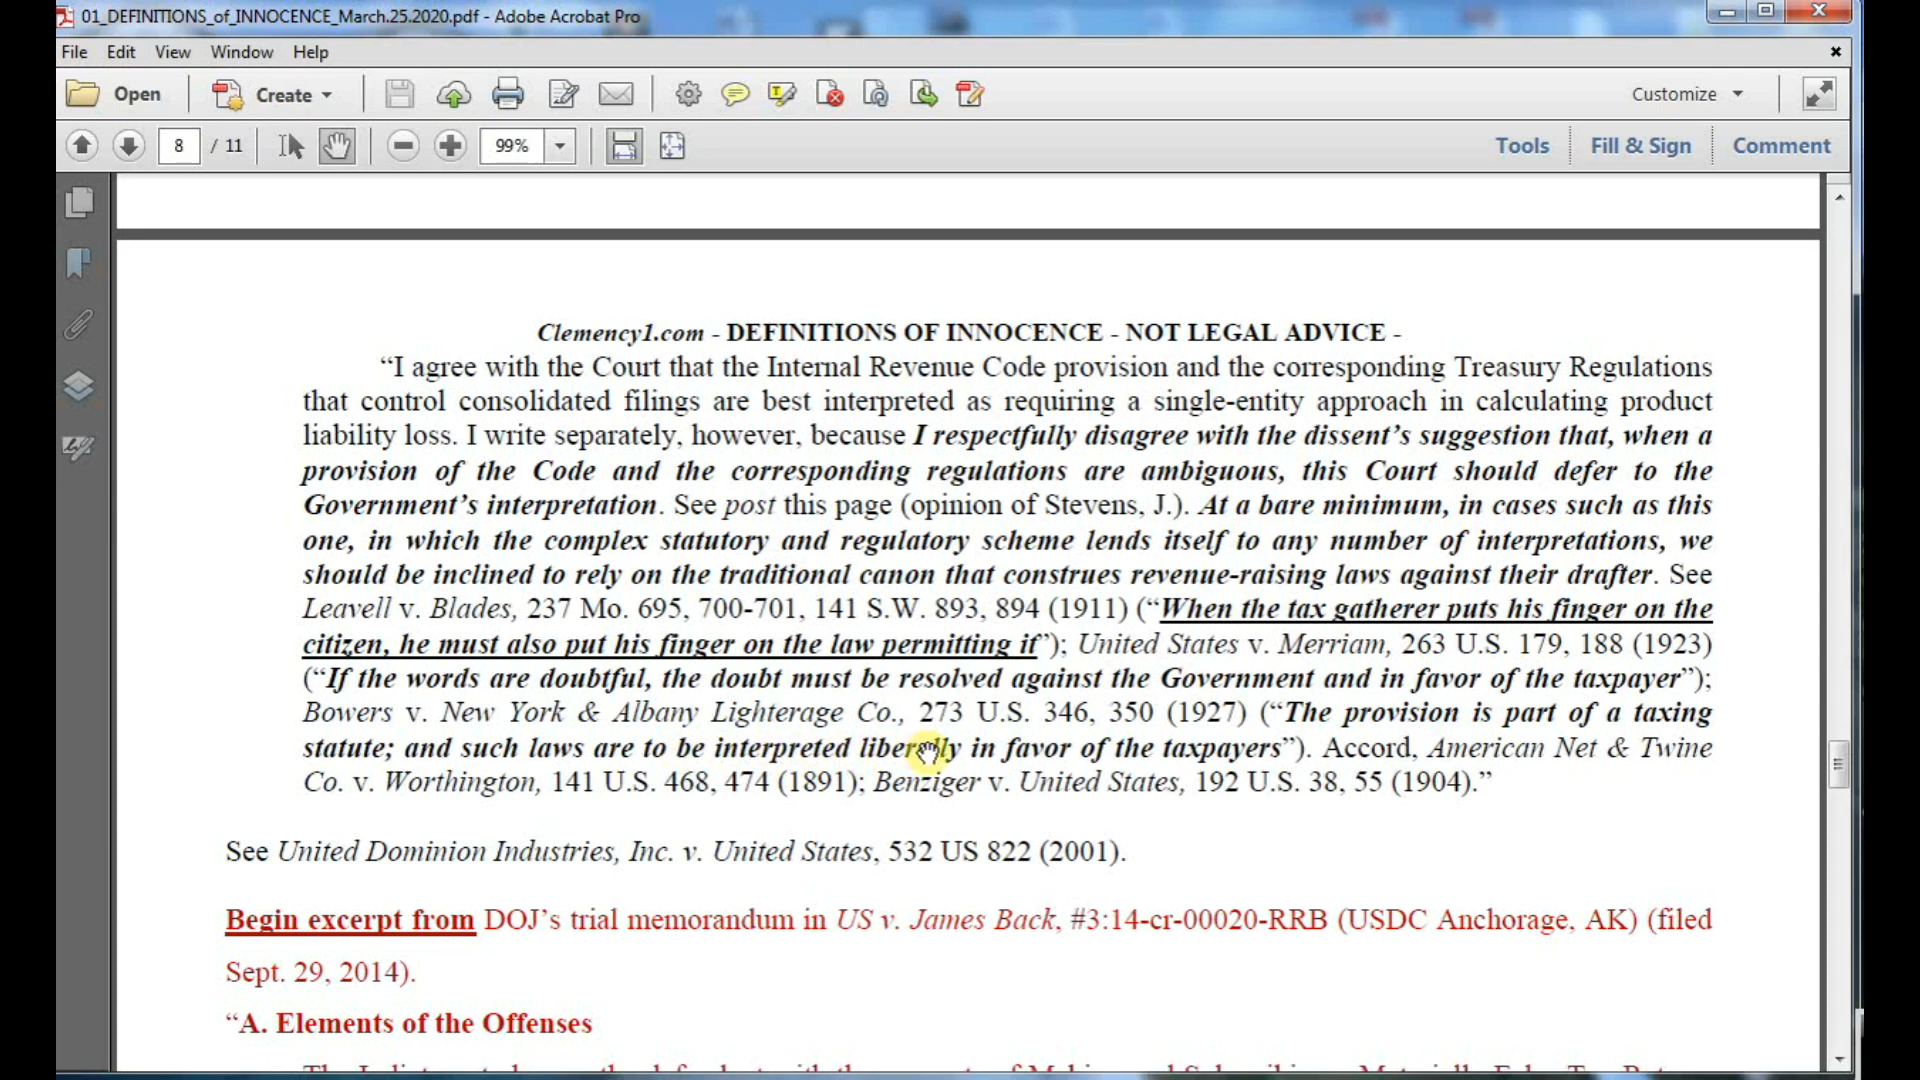 01_DEFINITIONS_of_INNOCENCE_March.25.2020.pdf - Adobe Acrobat Pro
File Edit View Window Help
Open Create Customize
8 / 11 99% Tools Fill & Sign Comment
Clemency1.com - DEFINITIONS OF INNOCENCE - NOT LEGAL ADVICE -
“I agree with the Court that the Internal Revenue Code provision and the corresponding Treasury Regulations
that control consolidated filings are best interpreted as requiring a single-entity approach in calculating product
liability loss. I write separately, however, because I respectfully disagree with the dissent’s suggestion that, when a
provision of the Code and the corresponding regulations are ambiguous, this Court should defer to the
Government’s interpretation. See post this page (opinion of Stevens, J.). At a bare minimum, in cases such as this
one, in which the complex statutory and regulatory scheme lends itself to any number of interpretations, we
should be inclined to rely on the traditional canon that construes revenue-raising laws against their drafter. See
Leavell v. Blades, 237 Mo. 695, 700-701, 141 S.W. 893, 894 (1911) (“When the tax gatherer puts his finger on the
citizen, he must also put his finger on the law permitting it”); United States v. Merriam, 263 U.S. 179, 188 (1923)
(“If the words are doubtful, the doubt must be resolved against the Government and in favor of the taxpayer”);
Bowers v. New York & Albany Lighterage Co., 273 U.S. 346, 350 (1927) (“The provision is part of a taxing
statute; and such laws are to be interpreted liberally in favor of the taxpayers”). Accord, American Net & Twine
Co. v. Worthington, 141 U.S. 468, 474 (1891); Benziger v. United States, 192 U.S. 38, 55 (1904).”
See United Dominion Industries, Inc. v. United States, 532 US 822 (2001).
Begin excerpt from DOJ’s trial memorandum in US v. James Back, #3:14-cr-00020-RRB (USDC Anchorage, AK) (filed
Sept. 29, 2014).
“A. Elements of the Offenses